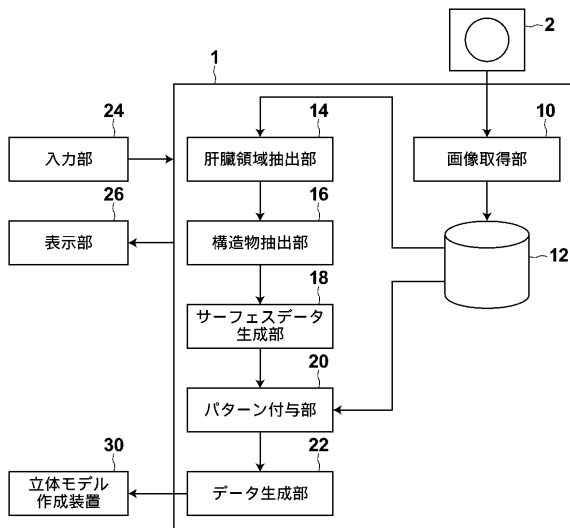 2
1
24
入力部
14
肝臓領域抽出部
10
画像取得部
26
表示部
16
構造物抽出部
12
18
サーフェスデータ
生成部
20
パターン付与部
30
立体モデル
作成装置
22
データ生成部